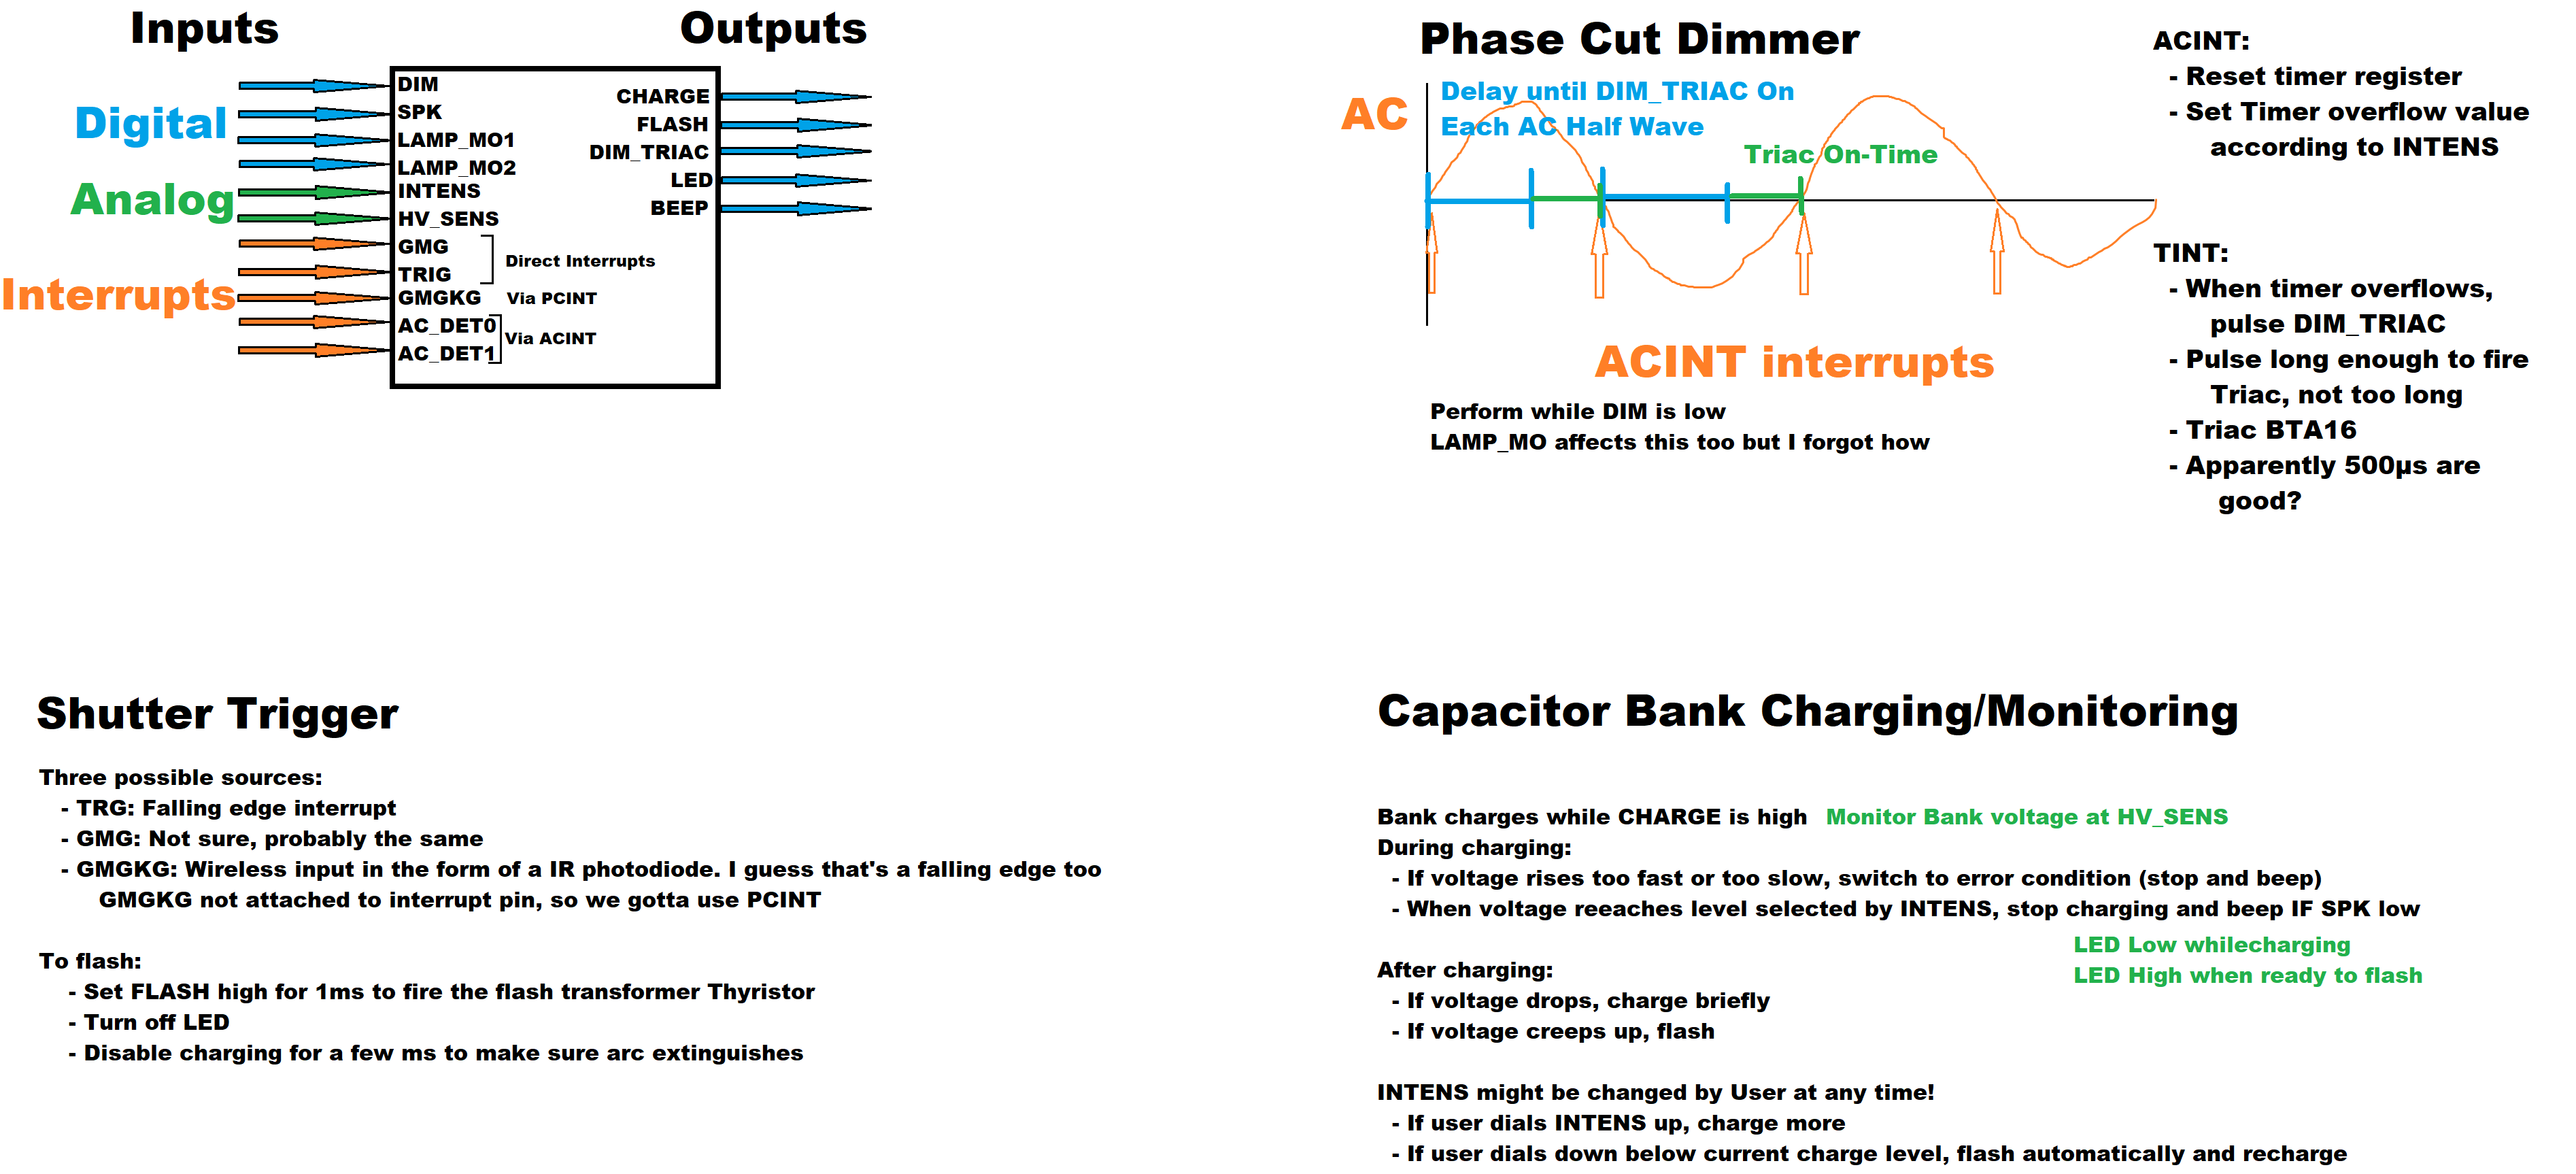 Inputs
Outputs
Digital
Analog
Interrupts
DIM
SPK
LAMP_MO1
LAMP_MO2
INTENS
HV_SENS
GMG
TRIG
Direct Interrupts
GMGKG
Via PCINT
AC_DET0
AC_DET1
Via ACINT
CHARGE
FLASH
DIM_TRIAC
LED
BEEP
Phase Cut Dimmer
AC
Delay until DIM_TRIAC On
Each AC Half Wave
Triac On-Time
ACINT interrupts
Perform while DIM is low
LAMP_MO affects this too but I forgot how
ACINT:
- Reset timer register
- Set Timer overflow value
according to INTENS
TINT:
- When timer overflows,
pulse DIM_TRIAC
- Pulse long enough to fire
Triac, not too long
- Triac BTA16
- Apparently 500µs are
good?
Shutter Trigger
Three possible sources:
- TRG: Falling edge interrupt
- GMG: Not sure, probably the same
- GMGKG: Wireless input in the form of a IR photodiode. I guess that's a falling edge too
GMGKG not attached to interrupt pin, so we gotta use PCINT
To flash:
- Set FLASH high for 1ms to fire the flash transformer Thyristor
- Turn off LED
- Disable charging for a few ms to make sure arc extinguishes
Capacitor Bank Charging/Monitoring
Bank charges while CHARGE is high Monitor Bank voltage at HV_SENS
During charging:
- If voltage rises too fast or too slow, switch to error condition (stop and beep)
- When voltage reeaches level selected by INTENS, stop charging and beep IF SPK low
LED Low whilecharging
LED High when ready to flash
After charging:
- If voltage drops, charge briefly
- If voltage creeps up, flash
INTENS might be changed by User at any time!
- If user dials INTENS up, charge more
- If user dials down below current charge level, flash automatically and recharge